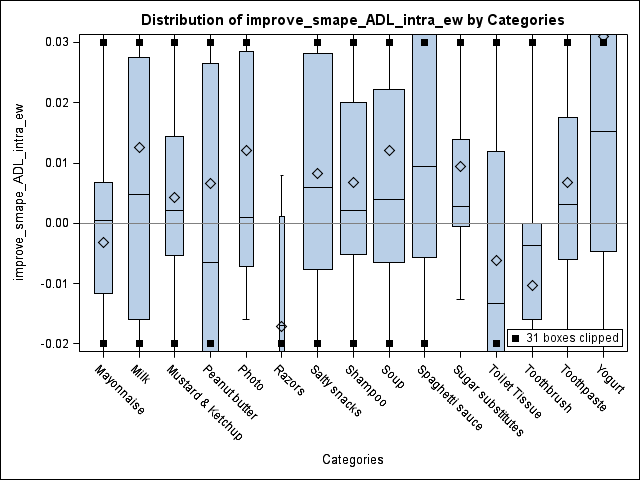 Distribution of improve_smape_ADL_intra_ew by Categories
improve_smape_ADL_intra_ew
0.03
0.02
0.01
0.00
-0.01
-0.02
31 boxes clipped
Mayonnaise
Milk
Mustard & Ketchup
Peanut butter
Photo
Razors
Salty snacks
Shampoo
Soup
Spaghetti sauce
Sugar substitutes
Toilet Tissue
Toothbrush
Toothpaste
Yogurt
Categories